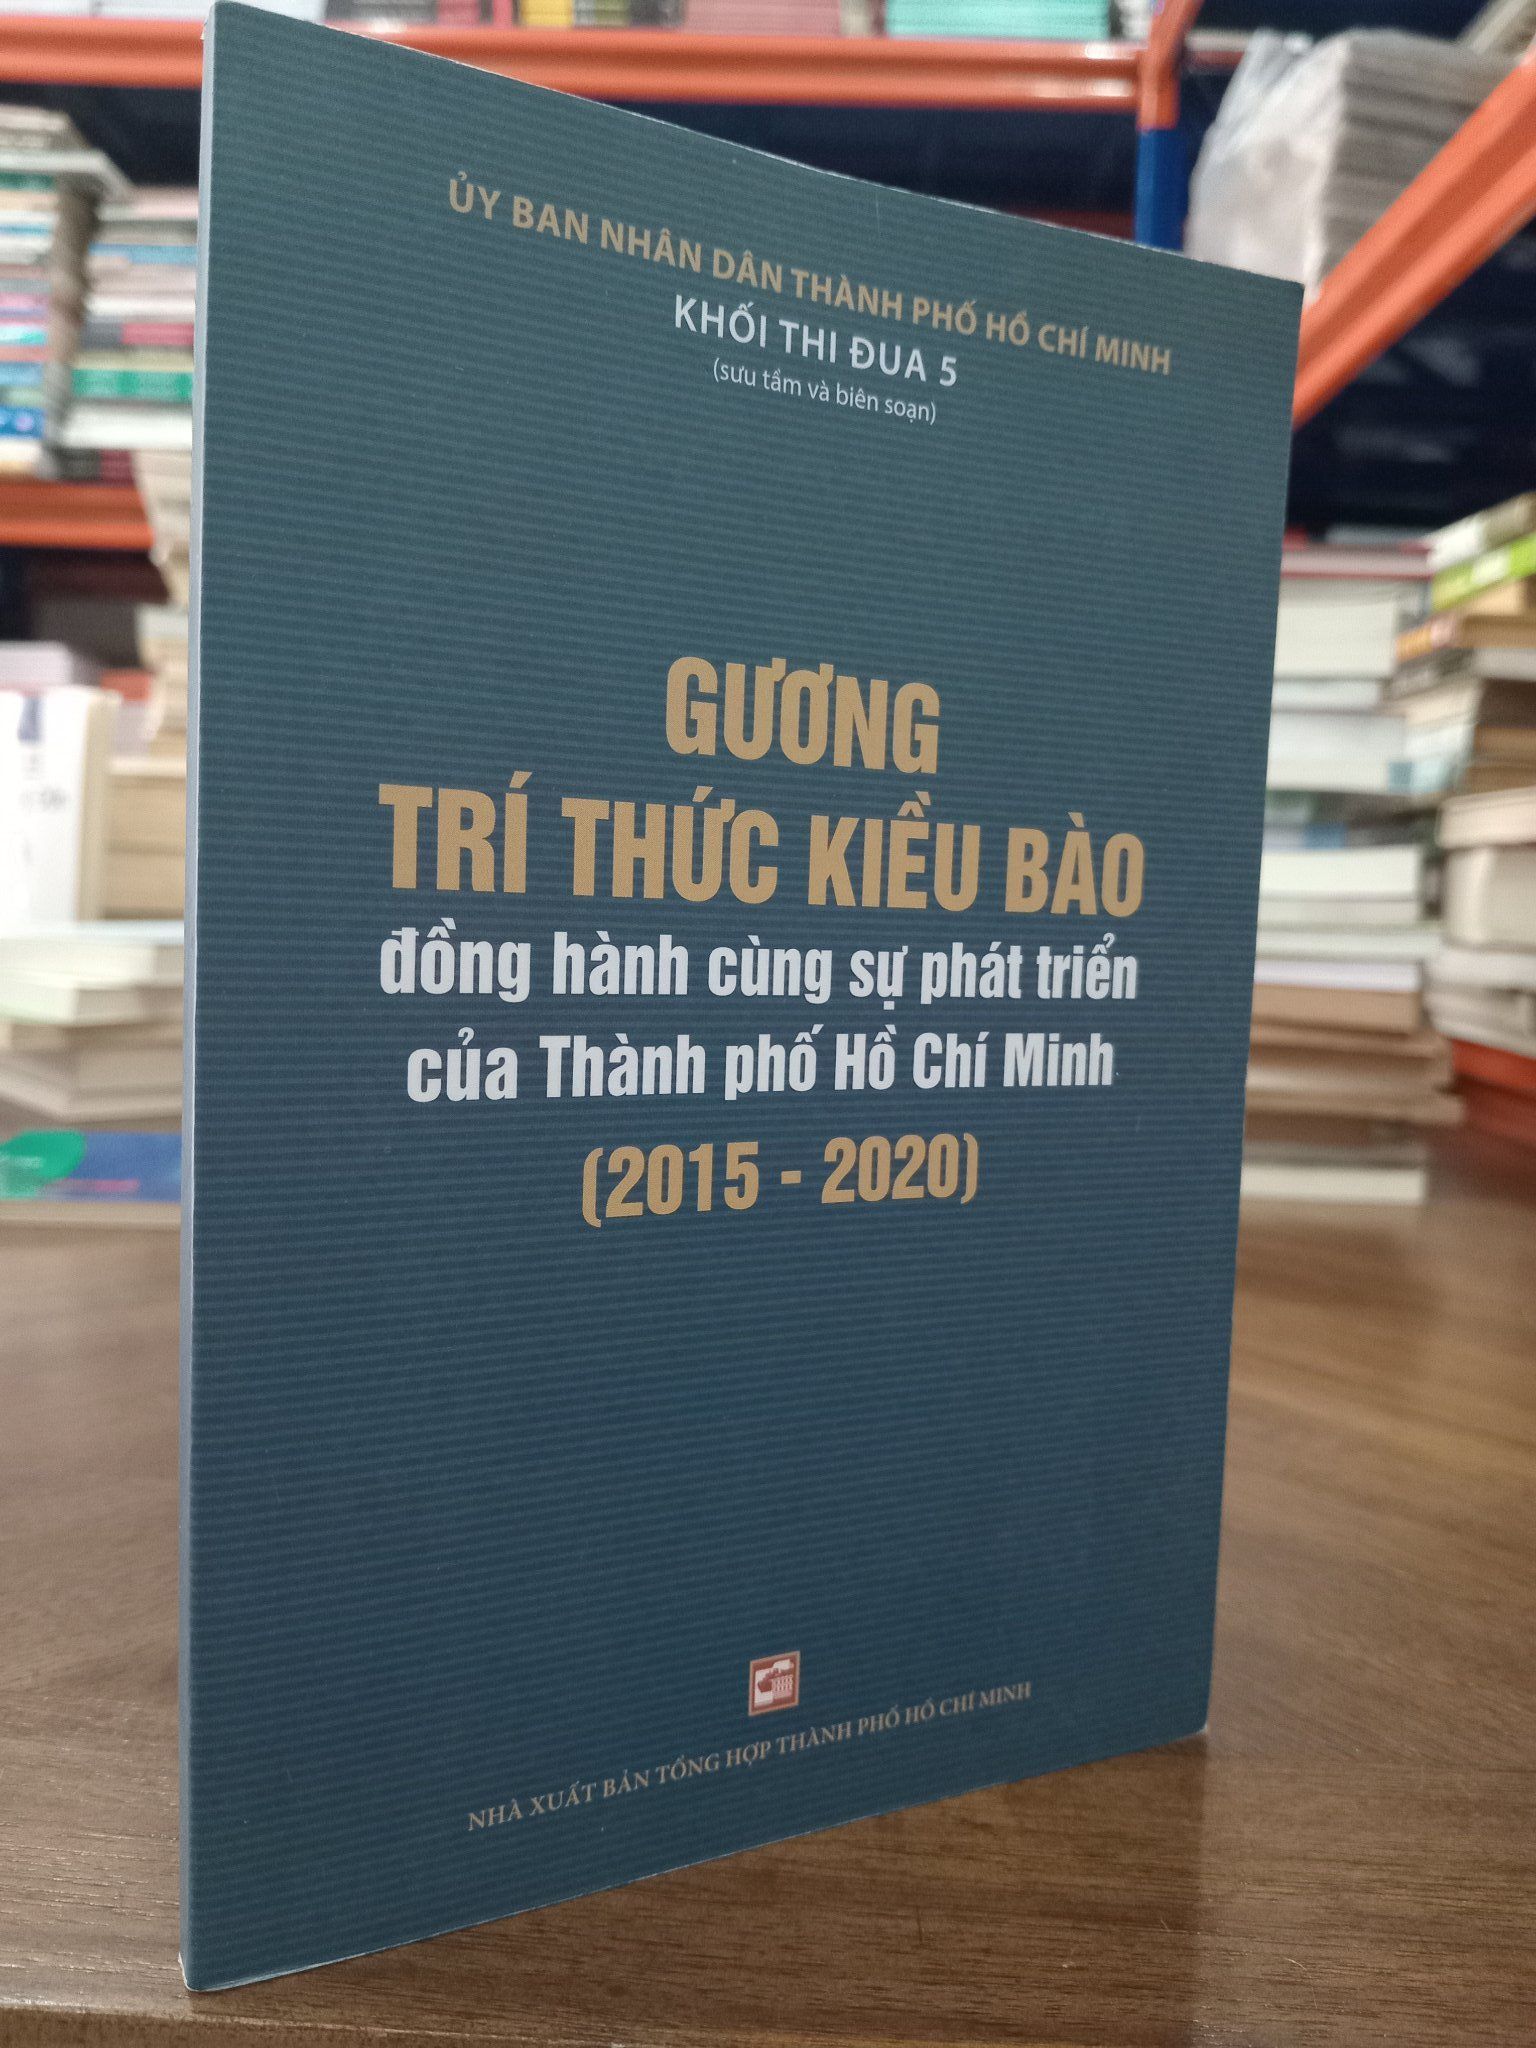 ỦY BAN NHÂN DÂN THÀNH PHỐ HỒ CHÍ MINH
KHỐI THI ĐUA 5
(sưu tầm và biên soạn)
GƯƠNG
TRÍ THỨC KIỀU BÀO
đồng hành cùng sự phát triển
của Thành phố Hồ Chí Minh
(2015 - 2020)
NHÀ XUẤT BẢN TỔNG HỢP THÀNH PHỐ HỒ CHÍ MINH